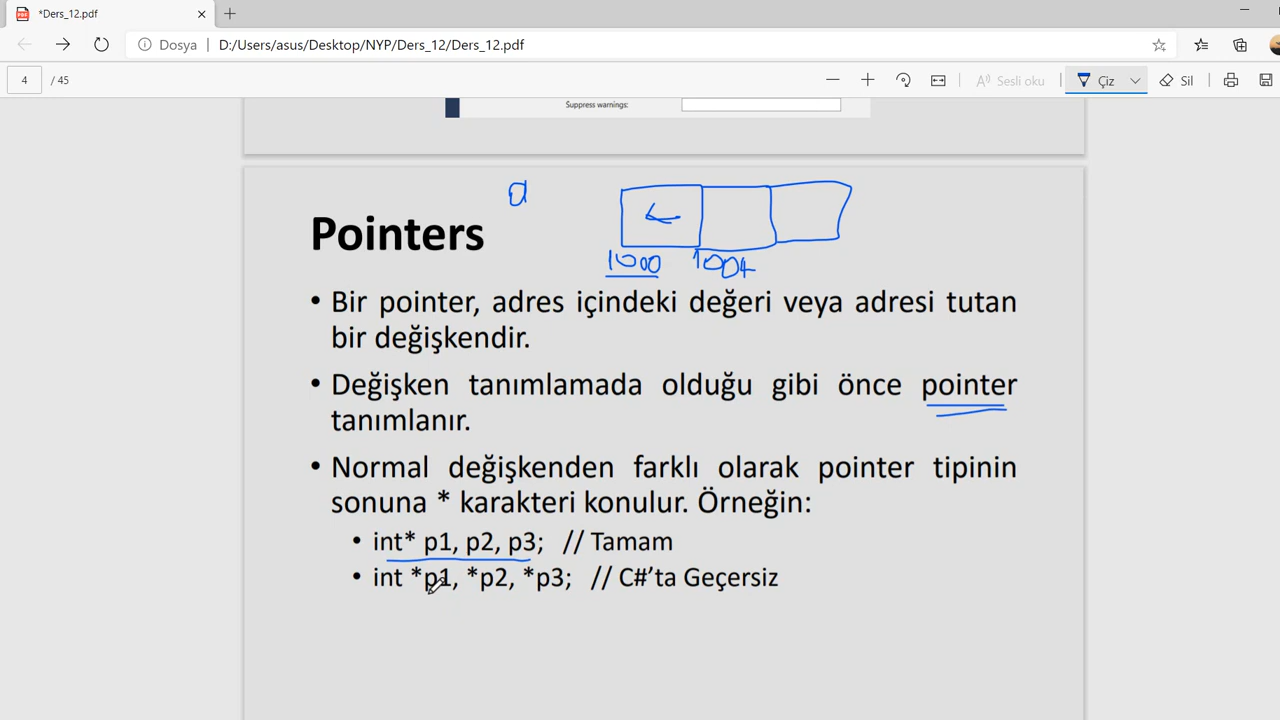 *Ders_12.pdf
Dosya | D:/Users/asus/Desktop/NYP/Ders_12/Ders_12.pdf
4 / 45
Sesli oku
Çiz
Sil
Suppress warnings:
a
Pointers
1000 1004
• Bir pointer, adres içindeki değeri veya adresi tutan
bir değişkendir.
• Değişken tanımlamada olduğu gibi önce pointer
tanımlanır.
• Normal değişkenden farklı olarak pointer tipinin
sonuna * karakteri konulur. Örneğin:
• int* p1, p2, p3; // Tamam
• int *p1, *p2, *p3; // C#’ta Geçersiz